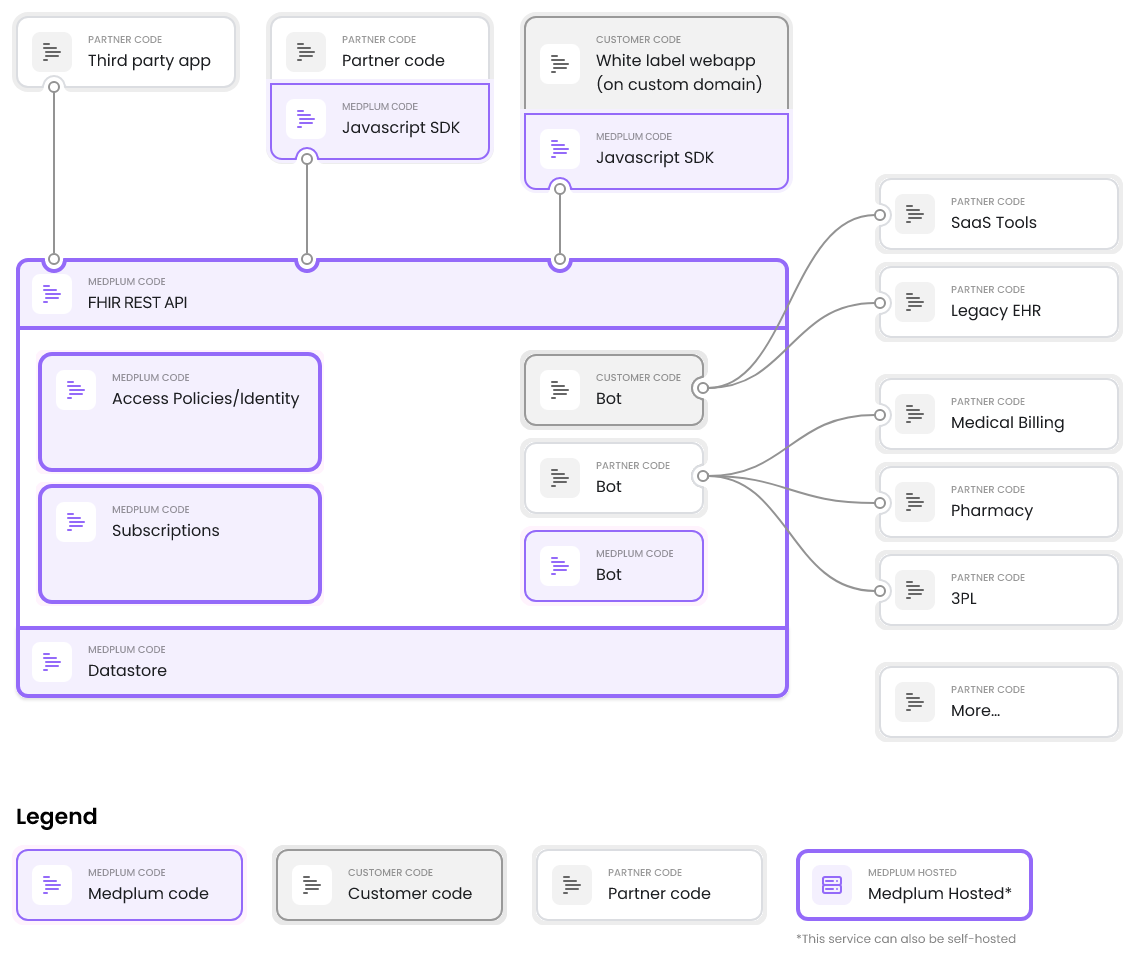 PARTNER CODE
Third party app
PARTNER CODE
Partner code
MEDPLUM CODE
Javascript SDK
CUSTOMER CODE
White label webapp
(on custom domain)
MEDPLUM CODE
Javascript SDK
PARTNER CODE
SaaS Tools
PARTNER CODE
Legacy EHR
PARTNER CODE
Medical Billing
PARTNER CODE
Pharmacy
PARTNER CODE
3PL
PARTNER CODE
More...
MEDPLUM CODE
FHIR REST API
MEDPLUM CODE
Access Policies/Identity
MEDPLUM CODE
Subscriptions
CUSTOMER CODE
Bot
PARTNER CODE
Bot
MEDPLUM CODE
Bot
MEDPLUM CODE
Datastore
Legend
MEDPLUM CODE
Medplum code
CUSTOMER CODE
Customer code
PARTNER CODE
Partner code
MEDPLUM HOSTED
Medplum Hosted*
*This service can also be self-hosted